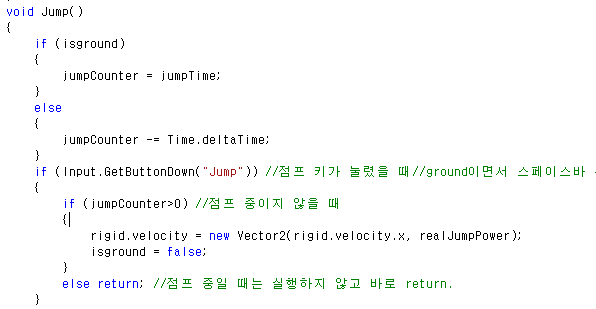 void Jump()
{
if (isground)
{
jumpCounter = jumpTime;
}
else
{
jumpCounter -= Time.deltaTime;
}
if (Input.GetButtonDown("Jump")) //점프 키가 눌렸을 때//ground이면서 스페이스바
{
if (jumpCounter>0) //점프 중이지 않을 때
{
rigid.velocity = new Vector2(rigid.velocity.x, realJumpPower);
isground = false;
}
else return; //점프 중일 때는 실행하지 않고 바로 return.
}